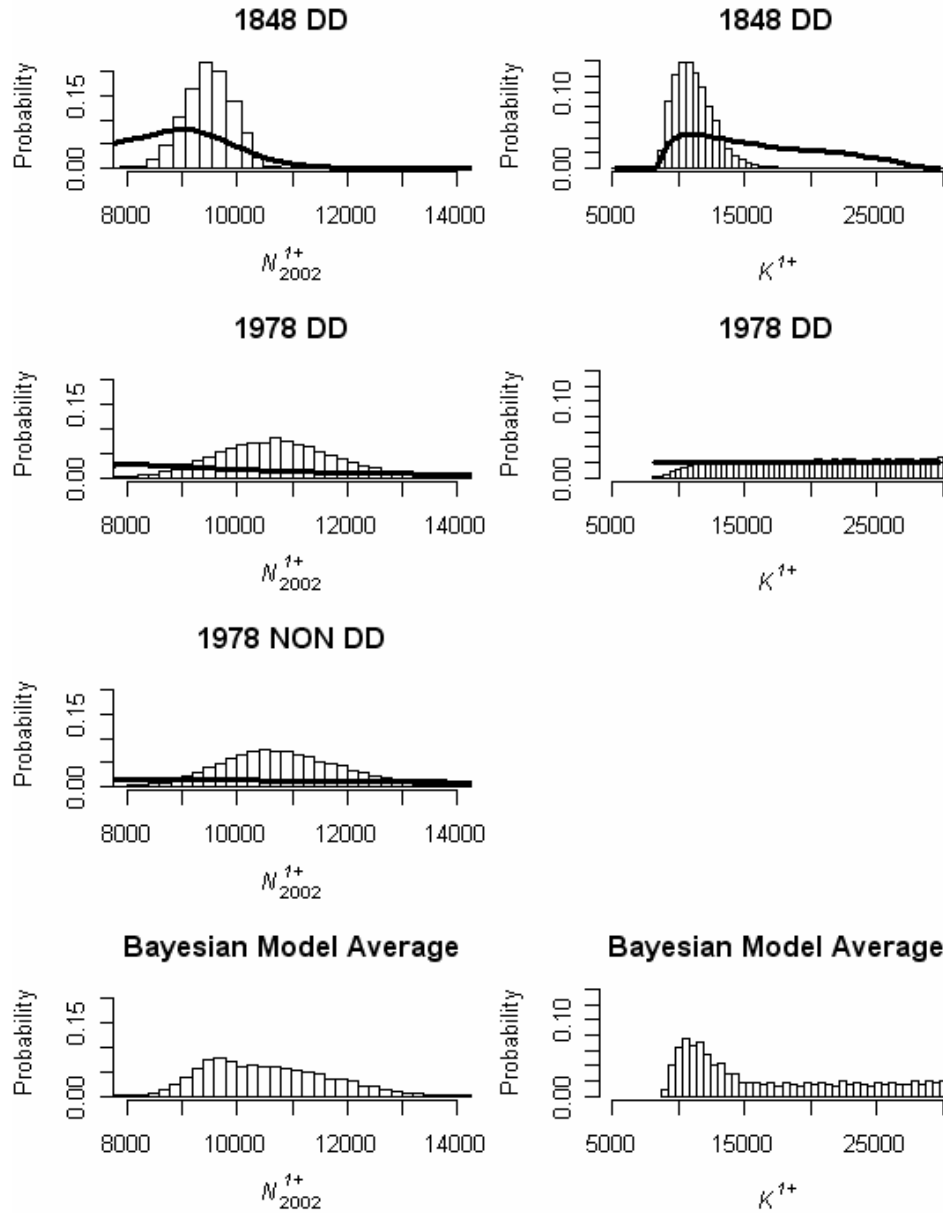 1848 DD
Probability
0.00 0.15
8000 10000 12000 14000
N 1+ 2002
1848 DD
Probability
0.00 0.10
5000 15000 25000
K 1+
1978 DD
Probability
0.00 0.15
8000 10000 12000 14000
N 1+ 2002
1978 DD
Probability
0.00 0.10
5000 15000 25000
K 1+
1978 NON DD
Probability
0.00 0.15
8000 10000 12000 14000
N 1+ 2002
Bayesian Model Average
Probability
0.00 0.15
8000 10000 12000 14000
N 1+ 2002
Bayesian Model Average
Probability
0.00 0.10
5000 15000 25000
K 1+